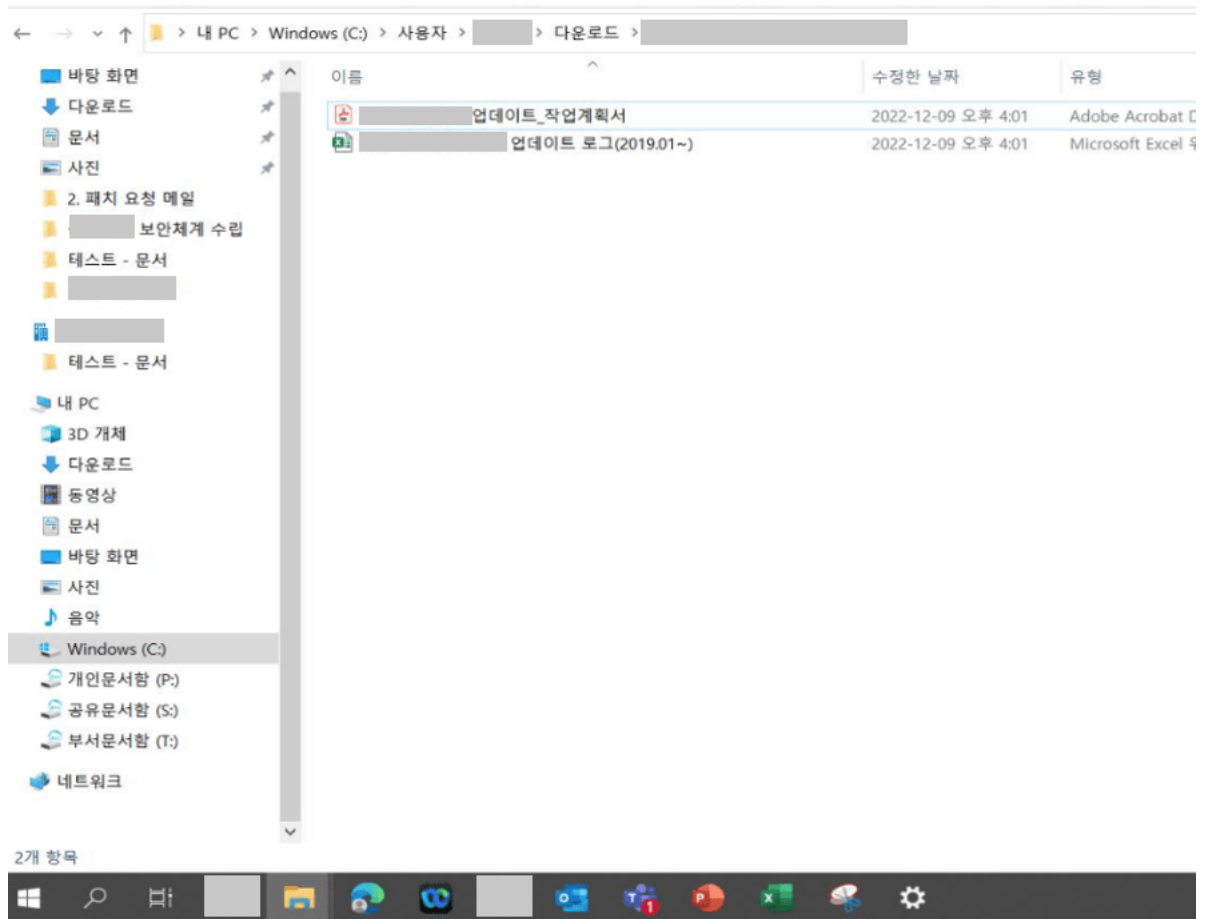 내 PC > Windows (C:) > 사용자 > > 다운로드 >
바탕 화면
다운로드
문서
사진
2. 패치 요청 메일
보안체계 수립
테스트 - 문서
테스트 - 문서
내 PC
3D 개체
다운로드
동영상
문서
바탕 화면
사진
음악
Windows (C:)
개인문서함 (P:)
공유문서함 (S:)
부서문서함 (T:)
네트워크
이름 수정한 날짜 유형
업데이트_작업계획서 2022-12-09 오후 4:01 Adobe Acrobat
업데이트 로그(2019.01~) 2022-12-09 오후 4:01 Microsoft Excel
2개 항목
1